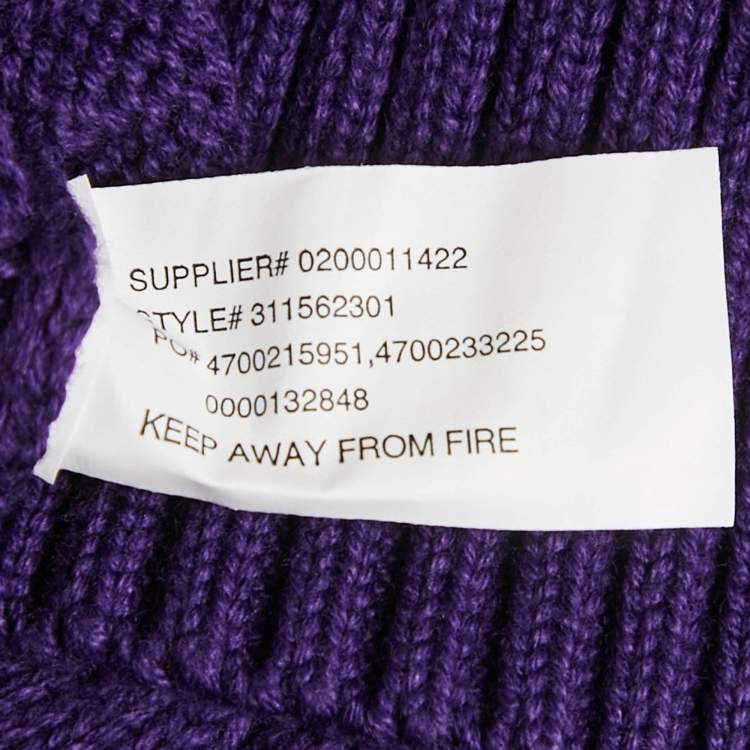 SUPPLIER# 0200011422
STYLE# 311562301
PO# 4700215951,4700233225
0000132848
KEEP AWAY FROM FIRE